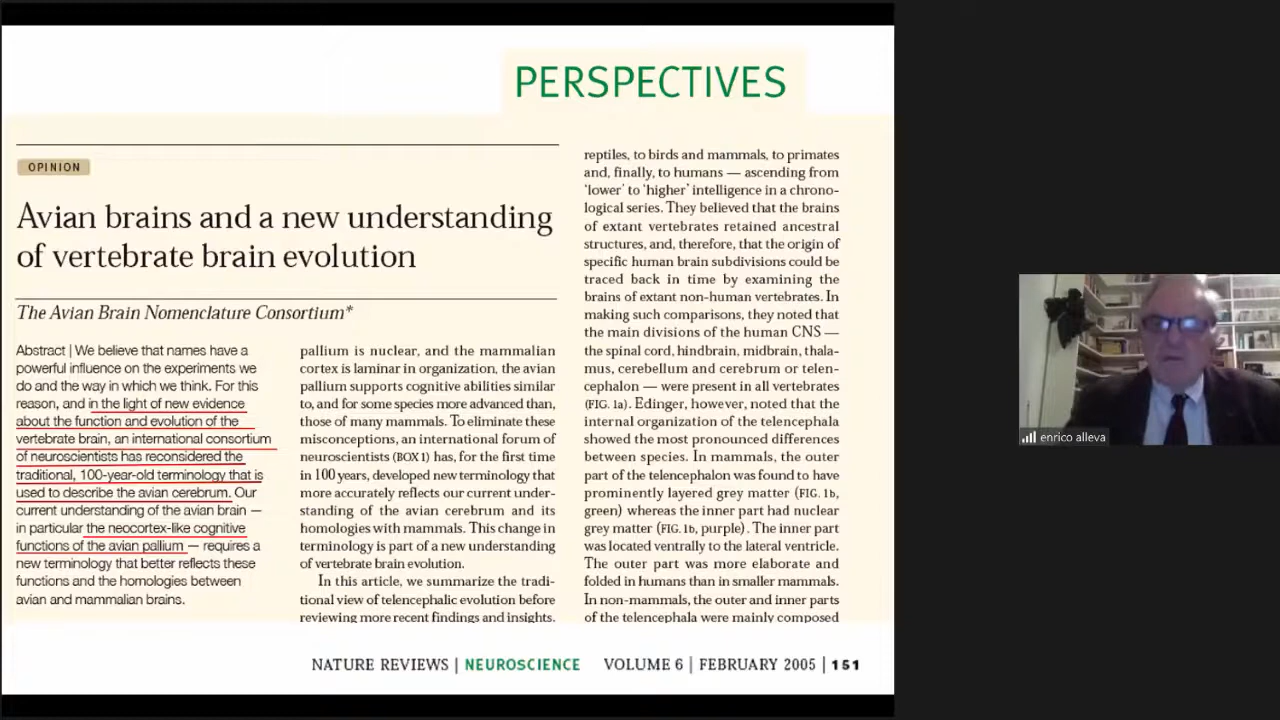 PERSPECTIVES
OPINION
Avian brains and a new understanding
of vertebrate brain evolution
The Avian Brain Nomenclature Consortium*
Abstract | We believe that names have a
powerful influence on the experiments we
do and the way in which we think. For this
reason, and in the light of new evidence
about the function and evolution of the
vertebrate brain, an international consortium
of neuroscientists has reconsidered the
traditional, 100-year-old terminology that is
used to describe the avian cerebrum. Our
current understanding of the avian brain —
in particular the neocortex-like cognitive
functions of the avian pallium — requires a
new terminology that better reflects these
functions and the homologies between
avian and mammalian brains.
pallium is nuclear, and the mammalian
cortex is laminar in organization, the avian
pallium supports cognitive abilities similar
to, and for some species more advanced than,
those of many mammals. To eliminate these
misconceptions, an international forum of
neuroscientists (BOX 1) has, for the first time
in 100 years, developed new terminology that
more accurately reflects our current under-
standing of the avian cerebrum and its
homologies with mammals. This change in
terminology is part of a new understanding
of vertebrate brain evolution.
In this article, we summarize the tradi-
tional view of telencephalic evolution before
reviewing more recent findings and insights.
reptiles, to birds and mammals, to primates
and, finally, to humans — ascending from
‘lower’ to ‘higher’ intelligence in a chrono-
logical series. They believed that the brains
of extant vertebrates retained ancestral
structures, and, therefore, that the origin of
specific human brain subdivisions could be
traced back in time by examining the
brains of extant non-human vertebrates. In
making such comparisons, they noted that
the main divisions of the human CNS —
the spinal cord, hindbrain, midbrain, thala-
mus, cerebellum and cerebrum or telen-
cephalon — were present in all vertebrates
(FIG. 1a). Edinger, however, noted that the
internal organization of the telencephala
showed the most pronounced differences
between species. In mammals, the outer
part of the telencephalon was found to have
prominently layered grey matter (FIG. 1b,
green) whereas the inner part had nuclear
grey matter (FIG. 1b, purple). The inner part
was located ventrally to the lateral ventricle.
The outer part was more elaborate and
folded in humans than in smaller mammals.
In non-mammals, the outer and inner parts
of the telencephala were mainly composed
NATURE REVIEWS | NEUROSCIENCE VOLUME 6 | FEBRUARY 2005 | 151
enrico alleva